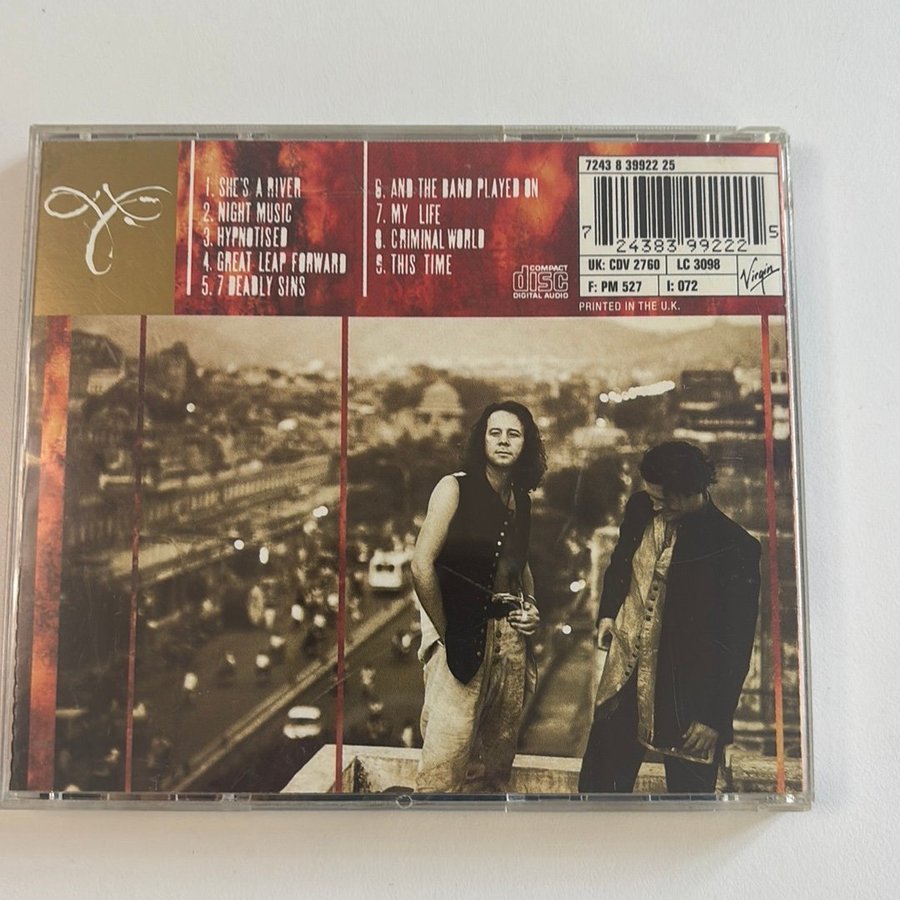 1. SHE'S A RIVER
2. NIGHT MUSIC
3. HYPNOTISED
4. GREAT LEAP FORWARD
5. 7 DEADLY SINS
6. AND THE BAND PLAYED ON
7. MY LIFE
8. CRIMINAL WORLD
9. THIS TIME
COMPACT
disc
DIGITAL AUDIO
7243 8 39922 25
7 24383 99222 5
UK: CDV 2760
LC 3098
F: PM 527
I: 072
Virgin
PRINTED IN THE U.K.